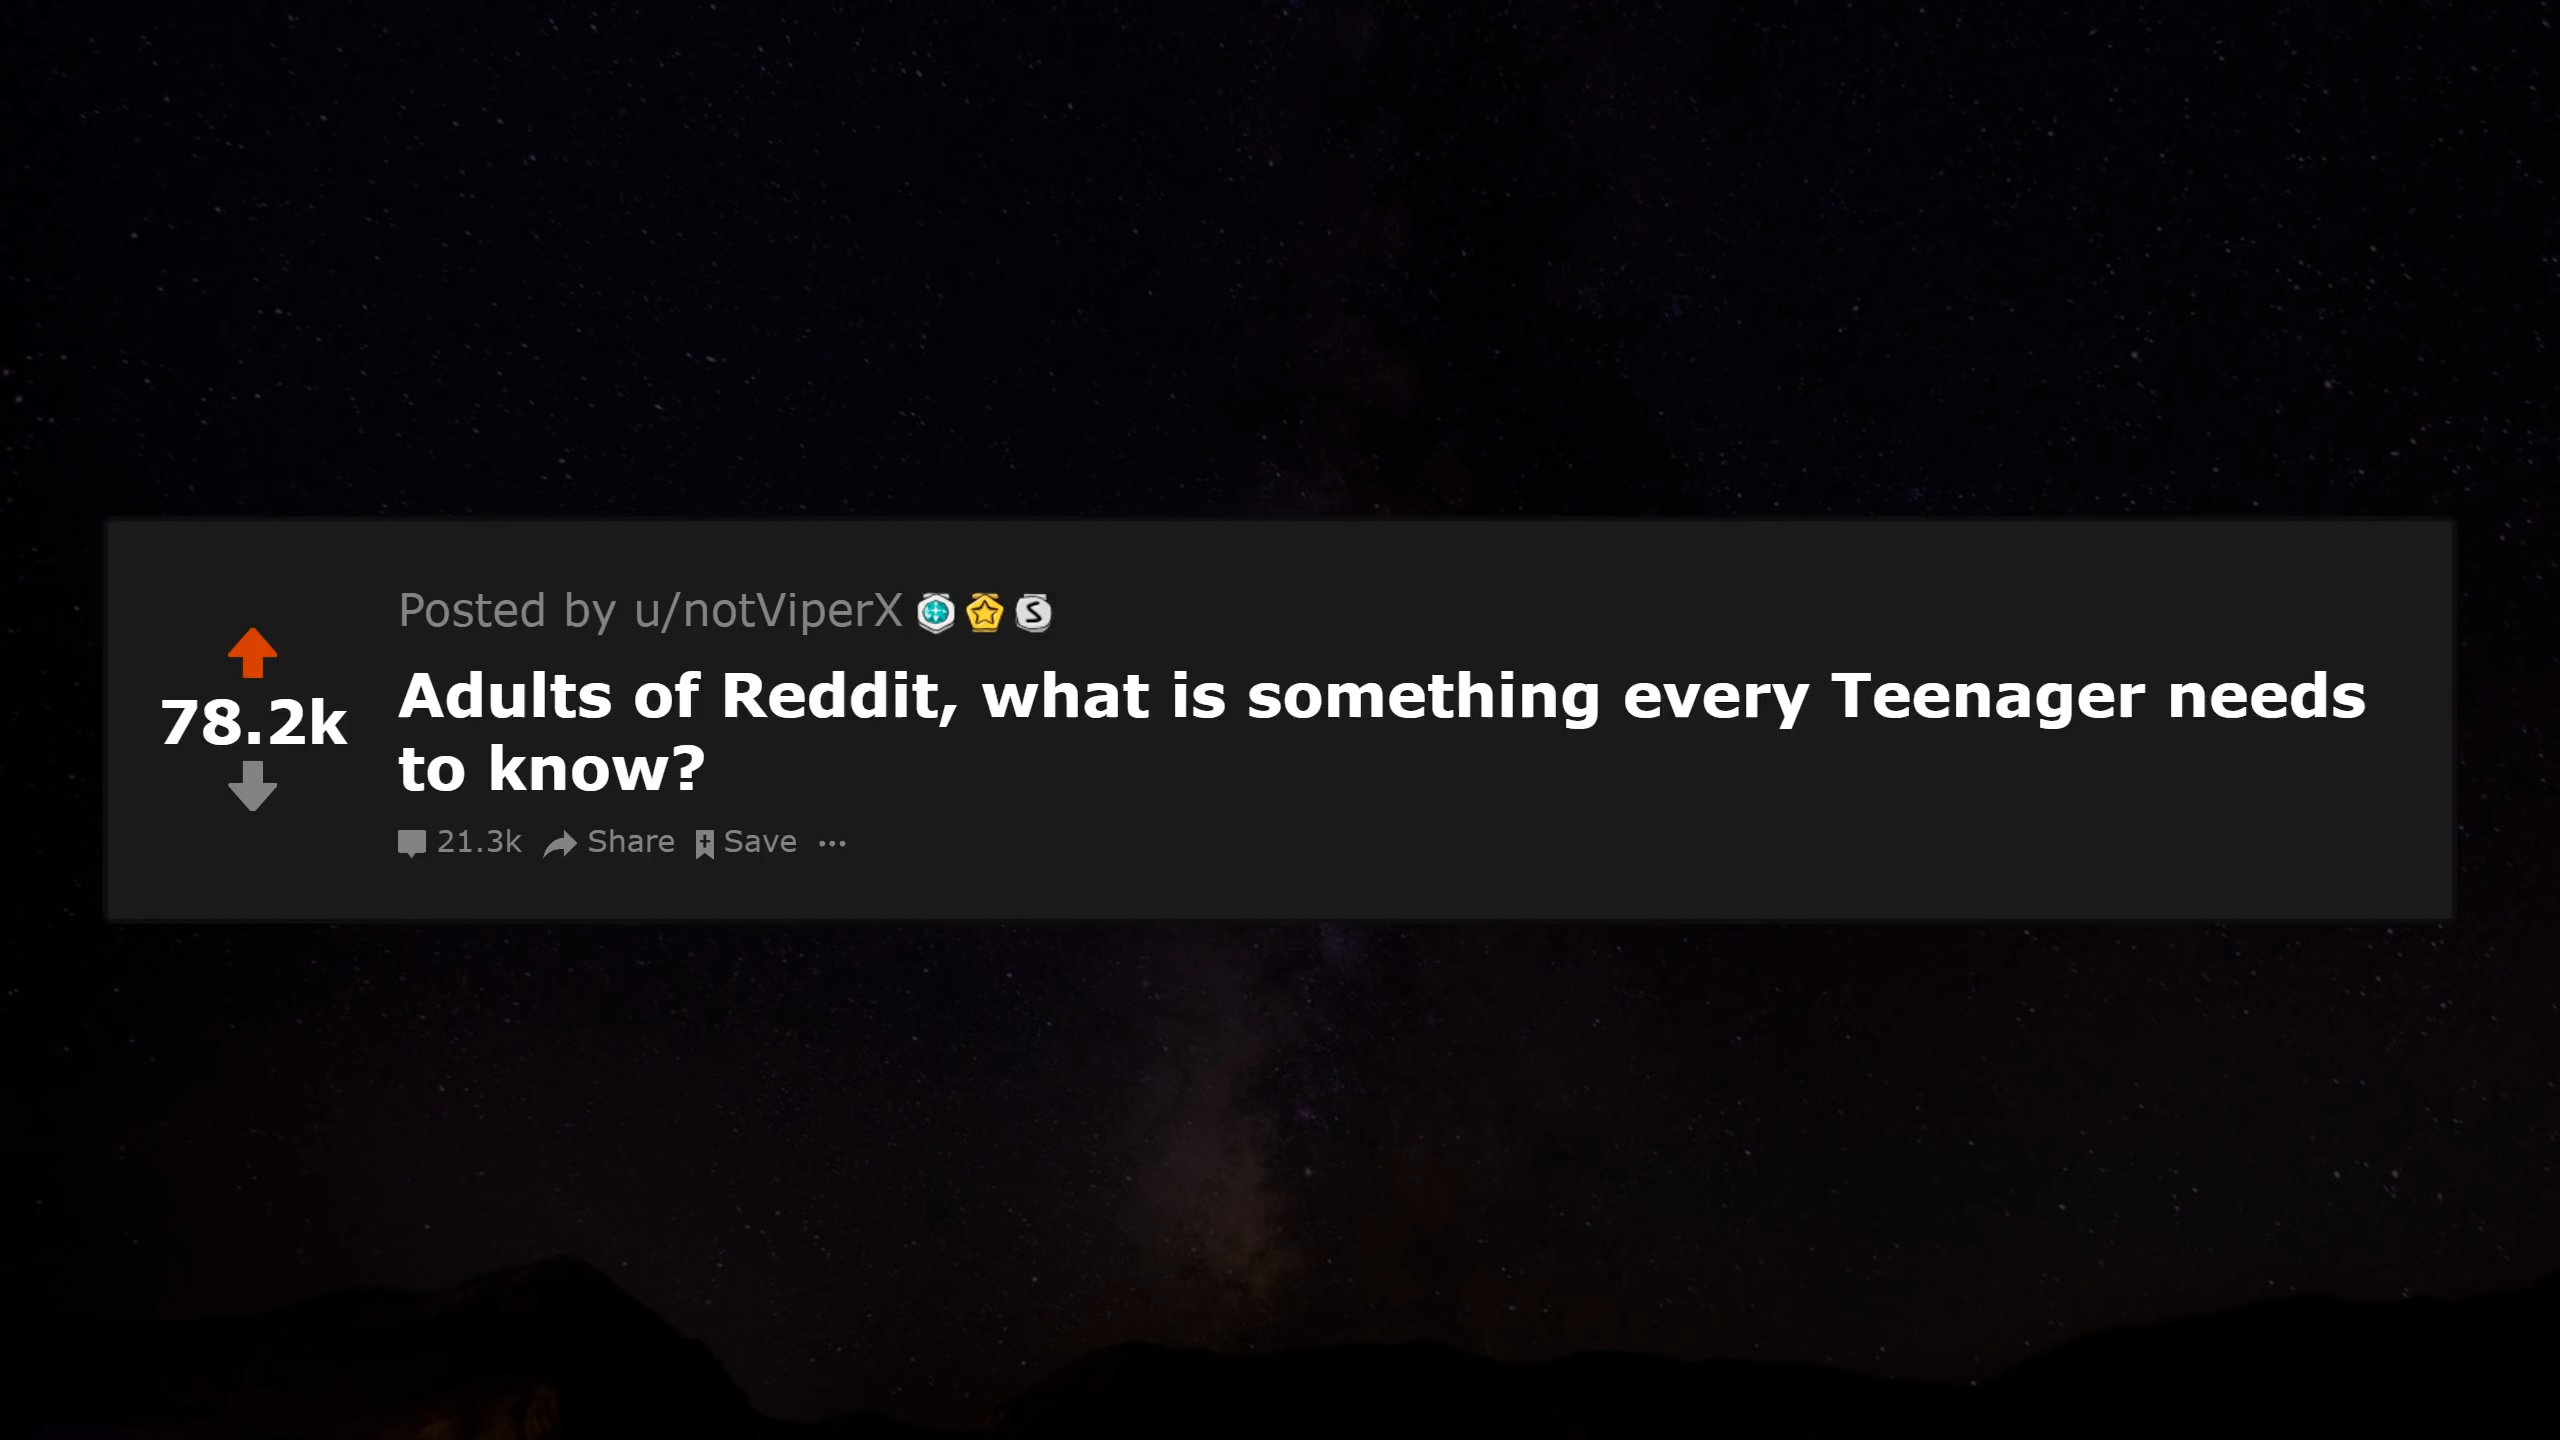 Posted by u/notViperX
78.2k
Adults of Reddit, what is something every Teenager needs
to know?
21.3k Share Save ...